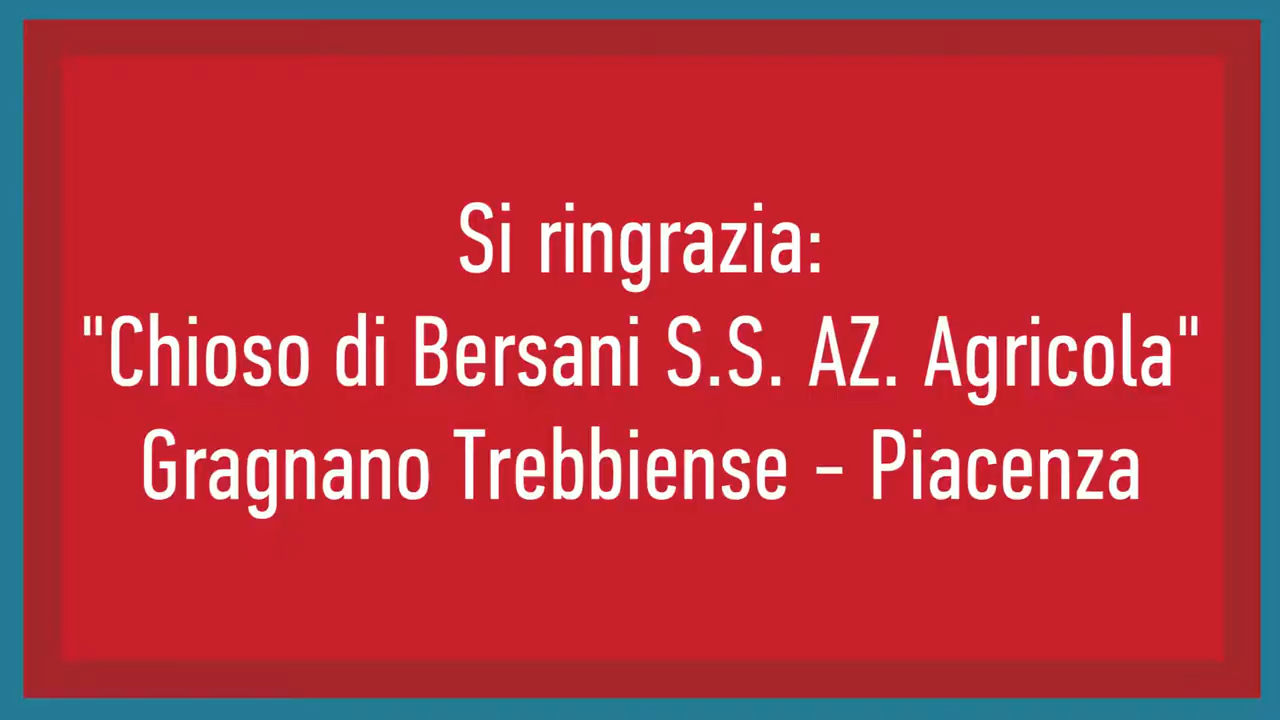 Si ringrazia:
"Chioso di Bersani S.S. AZ. Agricola"
Gragnano Trebbiense - Piacenza